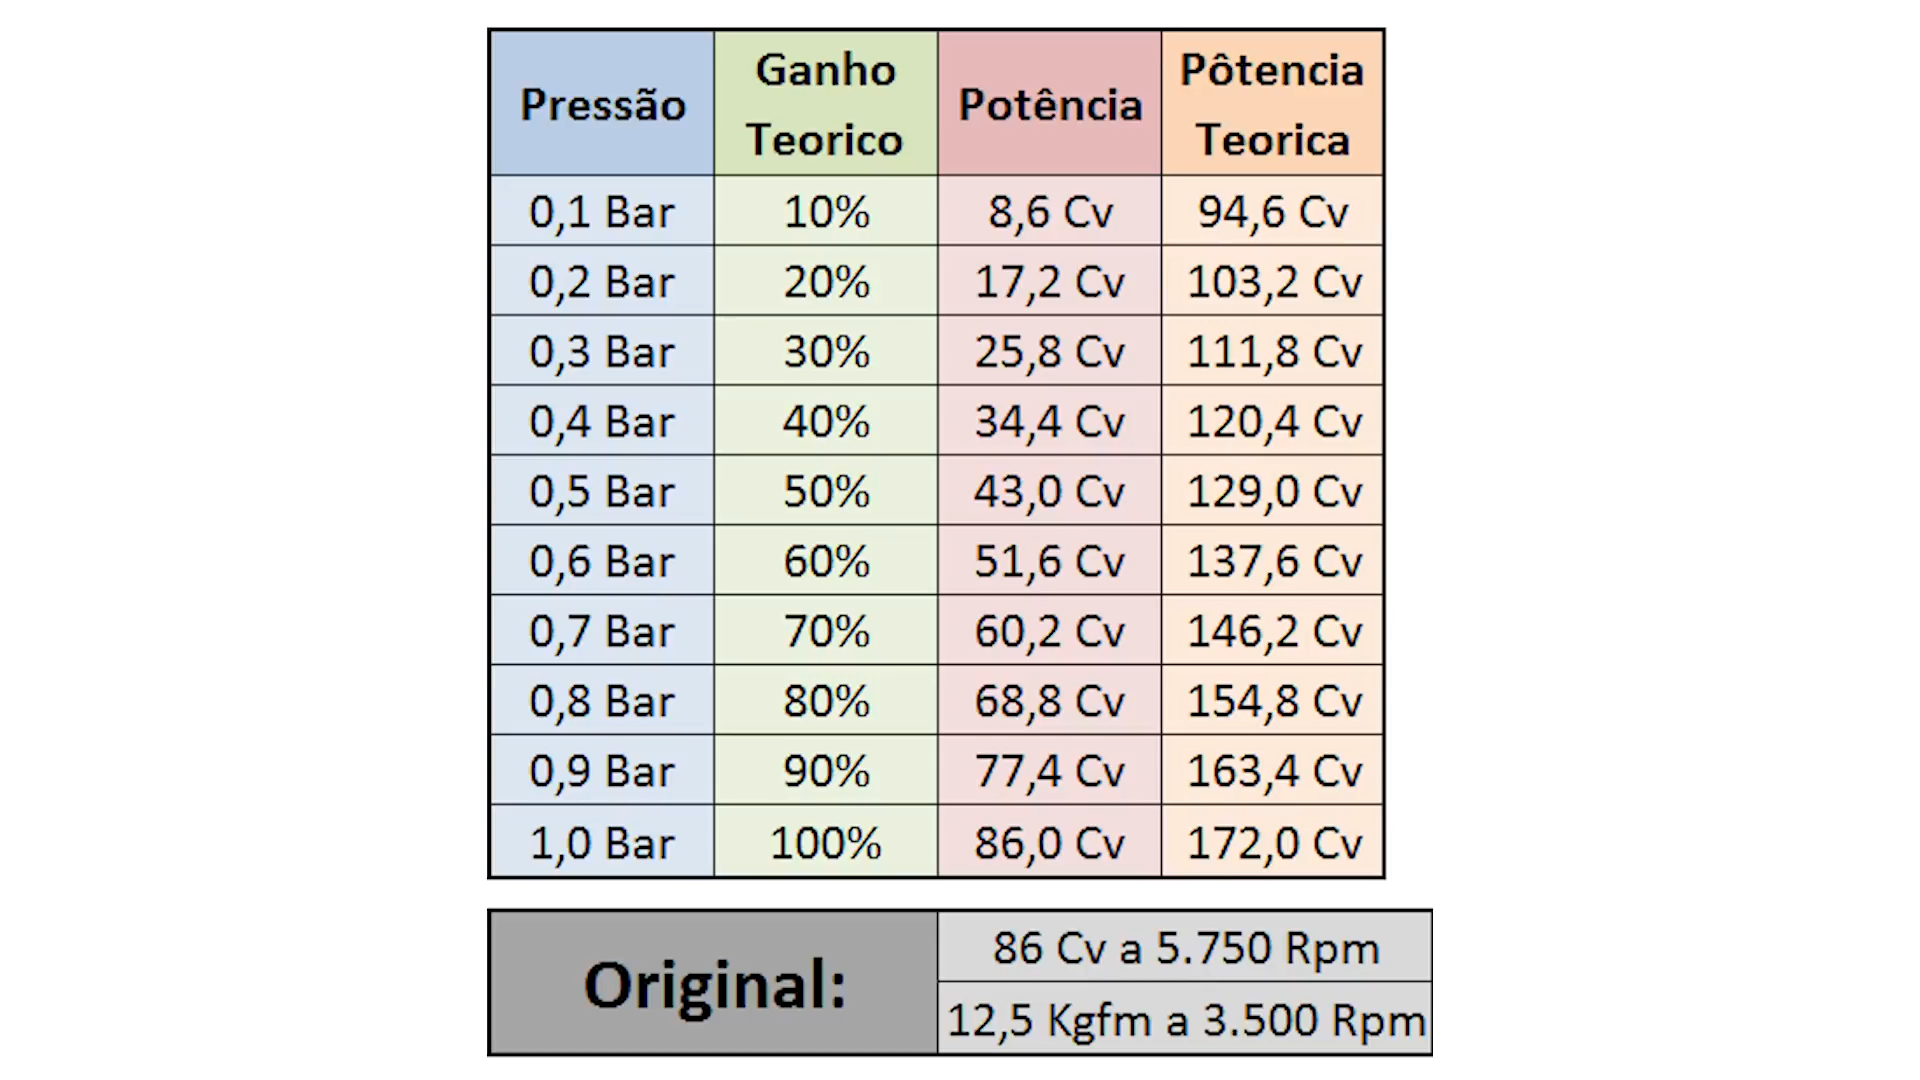 Pressão Ganho Teorico Potência Pôtencia Teorica
0,1 Bar 10% 8,6 Cv 94,6 Cv
0,2 Bar 20% 17,2 Cv 103,2 Cv
0,3 Bar 30% 25,8 Cv 111,8 Cv
0,4 Bar 40% 34,4 Cv 120,4 Cv
0,5 Bar 50% 43,0 Cv 129,0 Cv
0,6 Bar 60% 51,6 Cv 137,6 Cv
0,7 Bar 70% 60,2 Cv 146,2 Cv
0,8 Bar 80% 68,8 Cv 154,8 Cv
0,9 Bar 90% 77,4 Cv 163,4 Cv
1,0 Bar 100% 86,0 Cv 172,0 Cv
Original:
86 Cv a 5.750 Rpm
12,5 Kgfm a 3.500 Rpm